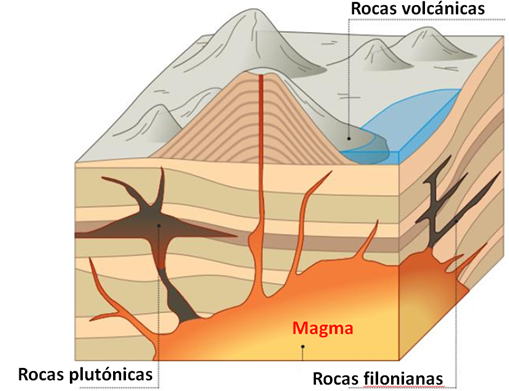 Rocas volcánicas
Magma
Rocas plutónicas
Rocas filonianas